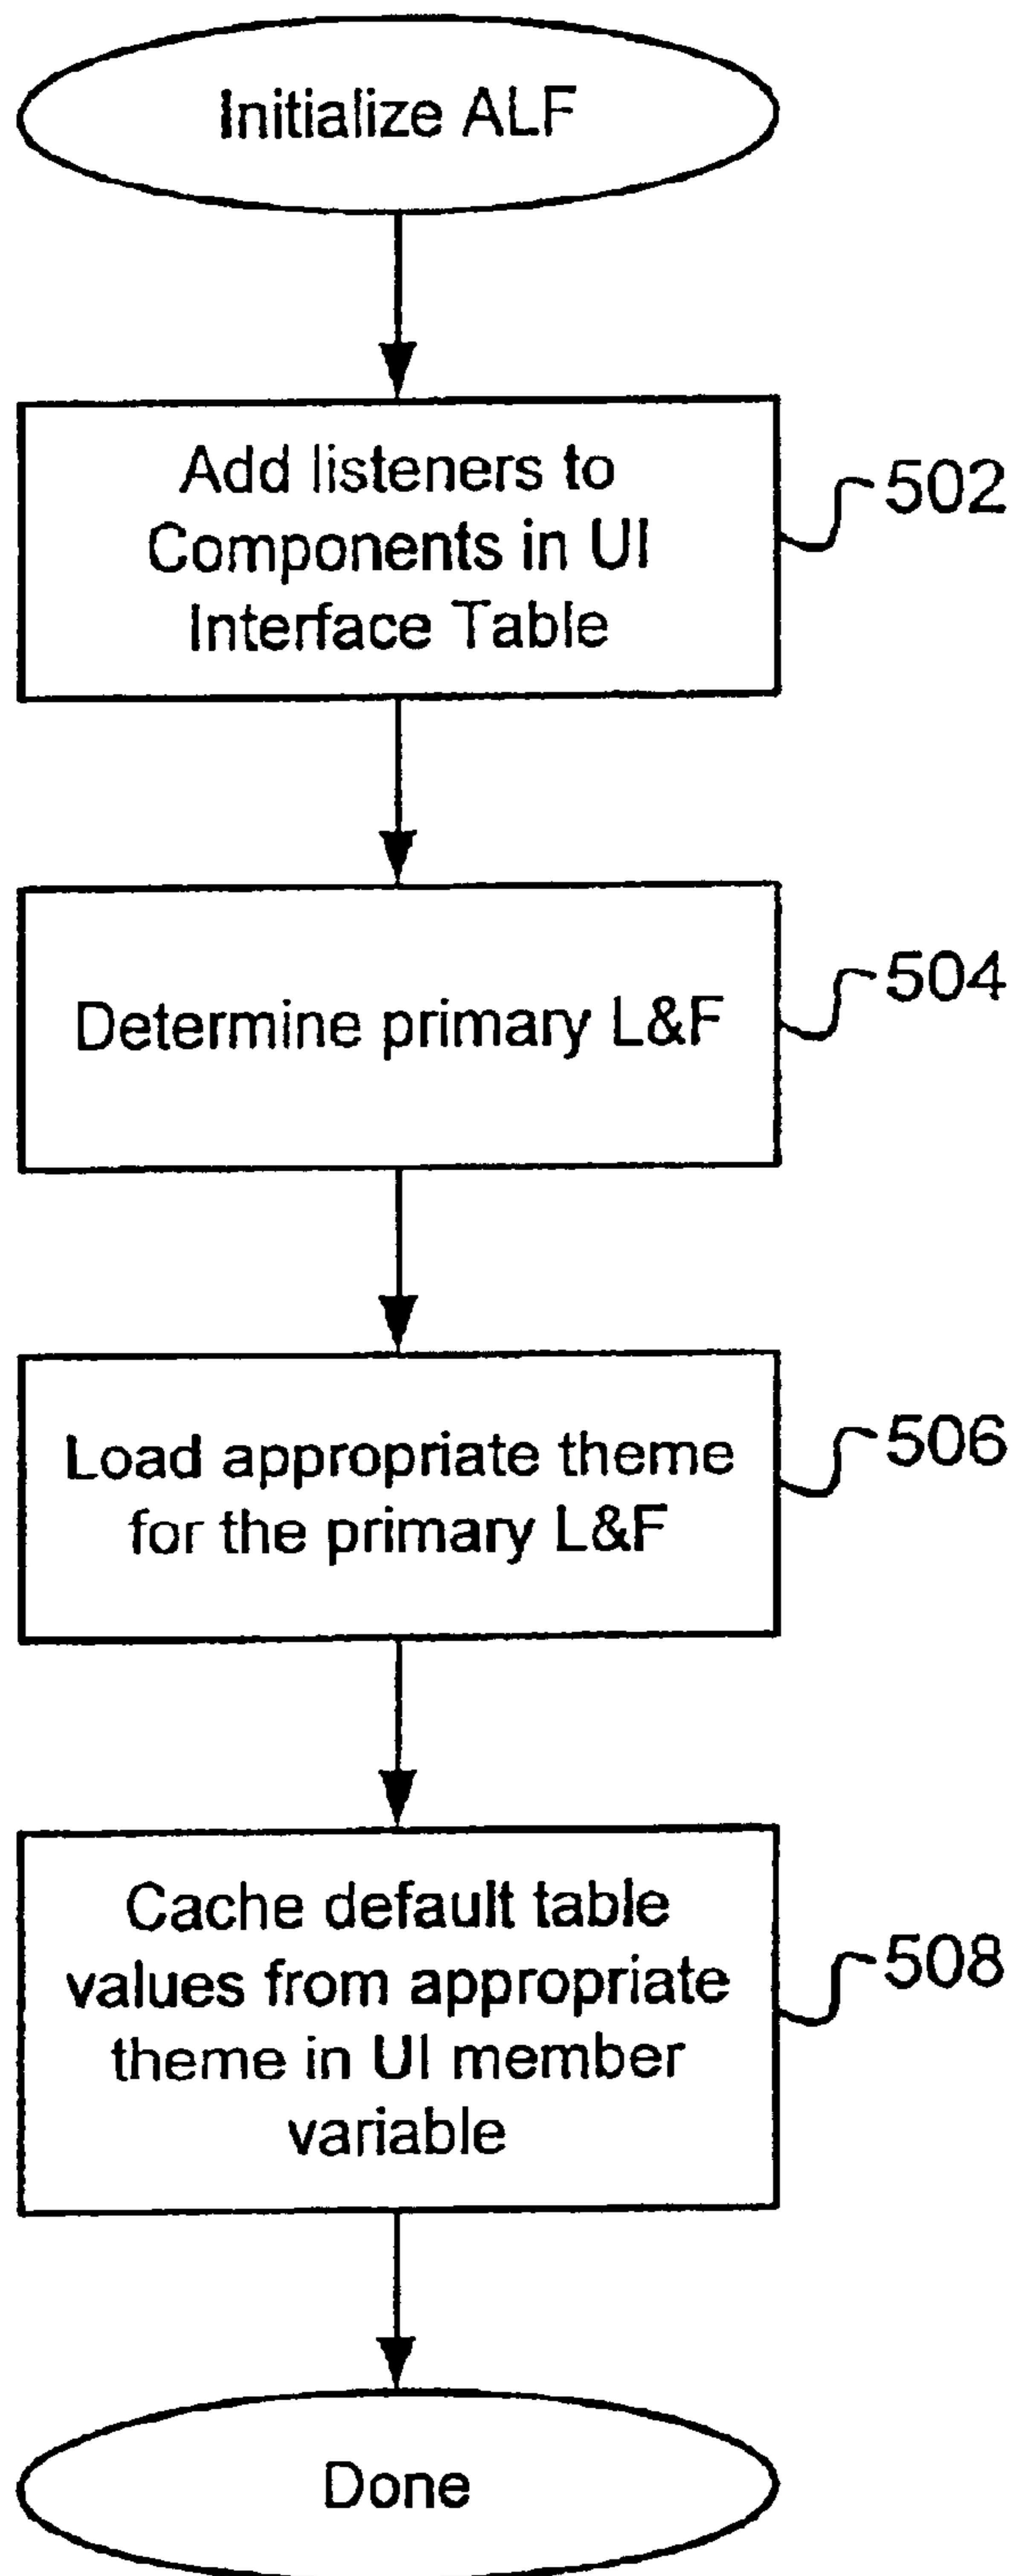 Initialize ALF
Add listeners to
Components in UI
Interface Table
502
Determine primary L&F
504
Load appropriate theme
for the primary L&F
506
Cache default table
values from appropriate
theme in UI member
variable
508
Done